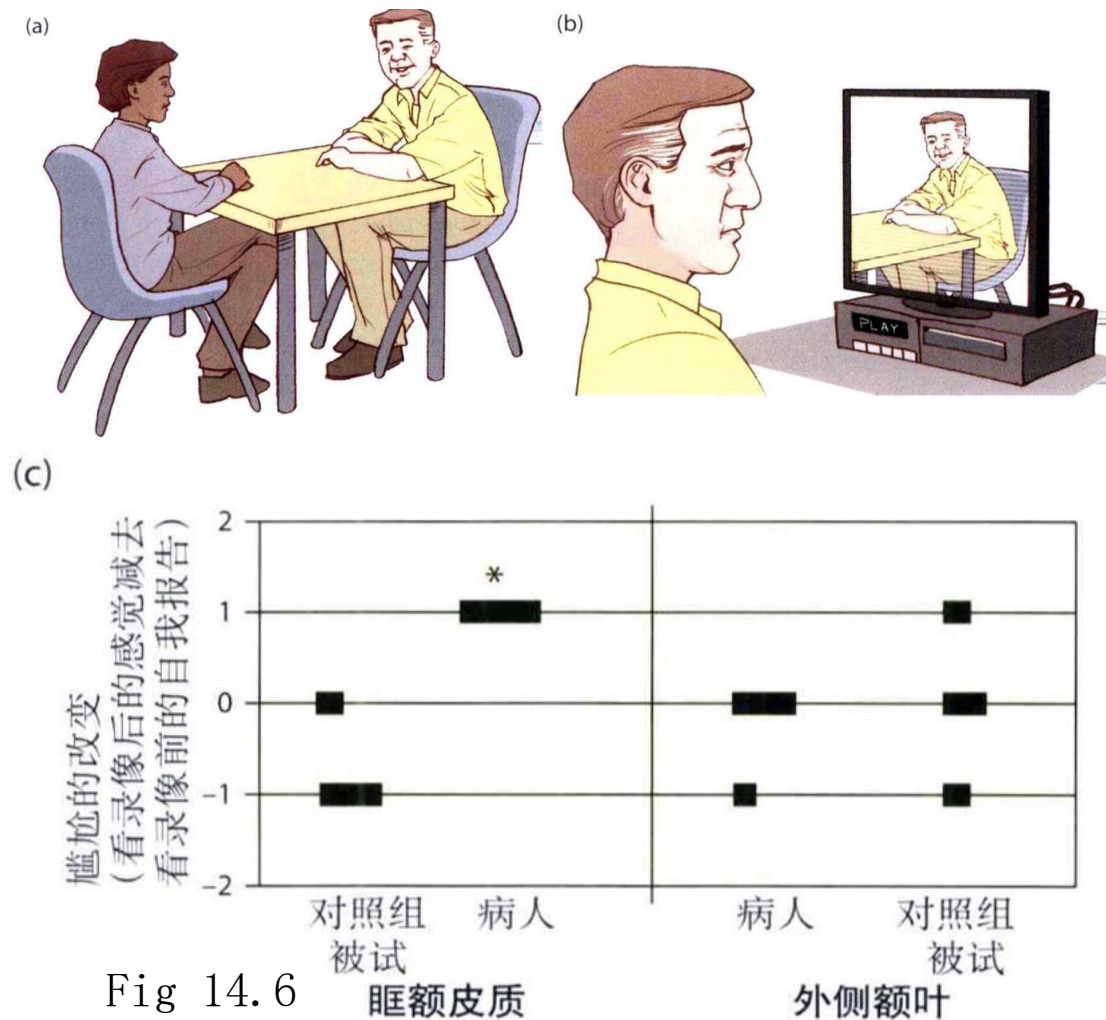 (a)
(b)
PLAY
(c)
尴尬的改变
(看录像后的感觉减去
看录像前的自我报告)
2
1
0
-1
-2
*
对照组
被试
病人
病人
对照组
被试
Fig 14.6
眶额皮质
外侧额叶